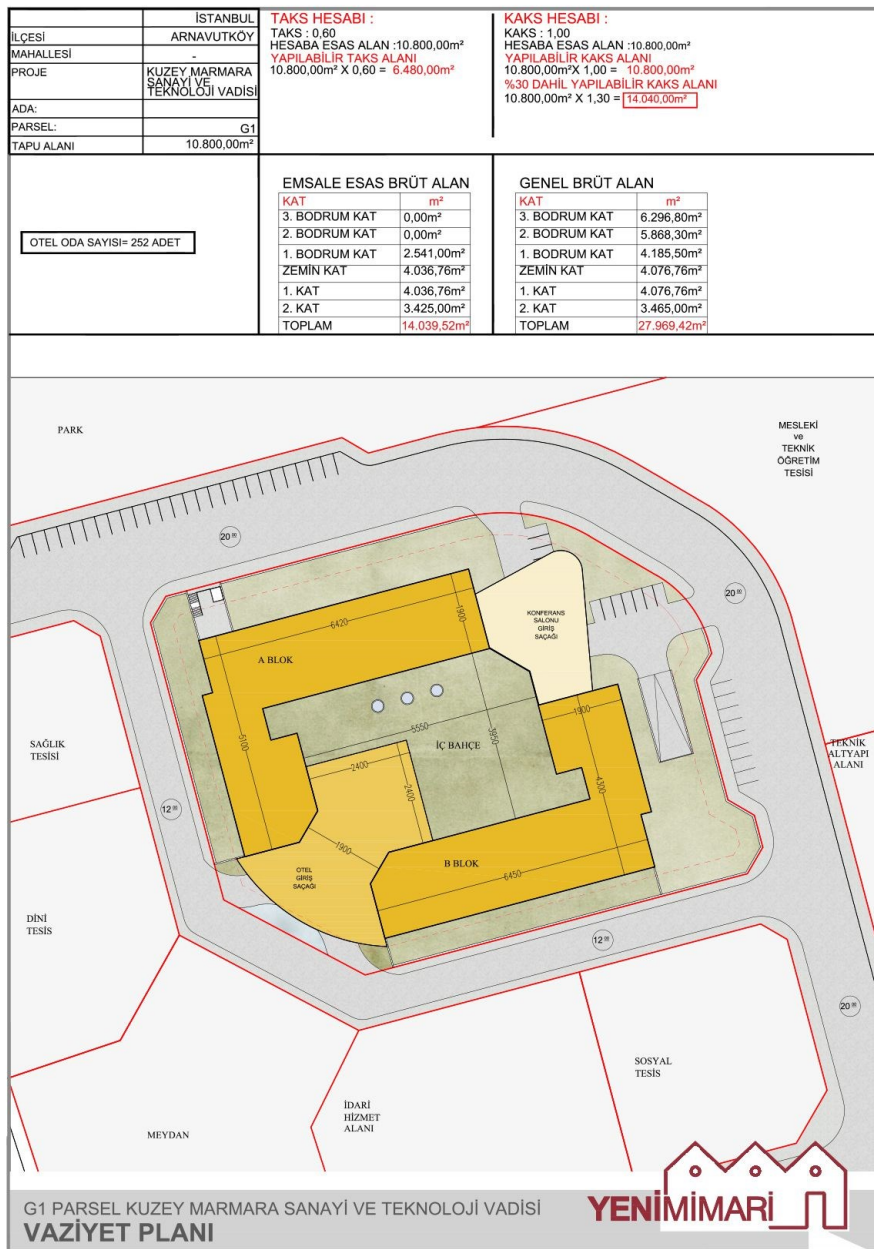 İSTANBUL
İLÇESİ ARNAVUTKÖY
MAHALLESİ -
PROJE KUZEY MARMARA
SANAYİ VE
TEKNOLOJİ VADİSİ
ADA:
PARSEL: G1
TAPU ALANI 10.800,00m²
TAKS HESABI :
TAKS : 0,60
HESABA ESAS ALAN :10.800,00m²
YAPILABİLİR TAKS ALANI
10.800,00m² X 0,60 = 6.480,00m²
KAKS HESABI :
KAKS : 1,00
HESABA ESAS ALAN :10.800,00m²
YAPILABİLİR KAKS ALANI
10.800,00m²X 1,00 = 10.800,00m²
%30 DAHİL YAPILABİLİR KAKS ALANI
10.800,00m² X 1,30 = 14.040,00m²
OTEL ODA SAYISI= 252 ADET
EMSALE ESAS BRÜT ALAN
KAT m²
3. BODRUM KAT 0,00m²
2. BODRUM KAT 0,00m²
1. BODRUM KAT 2.541,00m²
ZEMİN KAT 4.036,76m²
1. KAT 4.036,76m²
2. KAT 3.425,00m²
TOPLAM 14.039,52m²
GENEL BRÜT ALAN
KAT m²
3. BODRUM KAT 6.296,80m²
2. BODRUM KAT 5.868,30m²
1. BODRUM KAT 4.185,50m²
ZEMİN KAT 4.076,76m²
1. KAT 4.076,76m²
2. KAT 3.465,00m²
TOPLAM 27.969,42m²
PARK
MESLEKİ
ve
TEKNİK
ÖĞRETİM
TESİSİ
20.00
20.00
KONFERANS
SALONU
GİRİŞ
SAÇAĞI
6420
1900
A BLOK
5100
5550
İÇ BAHÇE
3950
1900
4300
2400
2400
1900
SAĞLIK
TESİSİ
TEKNİK
ALTYAPI
ALANI
12.00
OTEL
GİRİŞ
SAÇAĞI
B BLOK
6450
DİNİ
TESİS
12.00
20.00
SOSYAL
TESİS
İDARİ
HİZMET
ALANI
MEYDAN
G1 PARSEL KUZEY MARMARA SANAYİ VE TEKNOLOJİ VADİSİ
VAZİYET PLANI
YENİMİMARİ